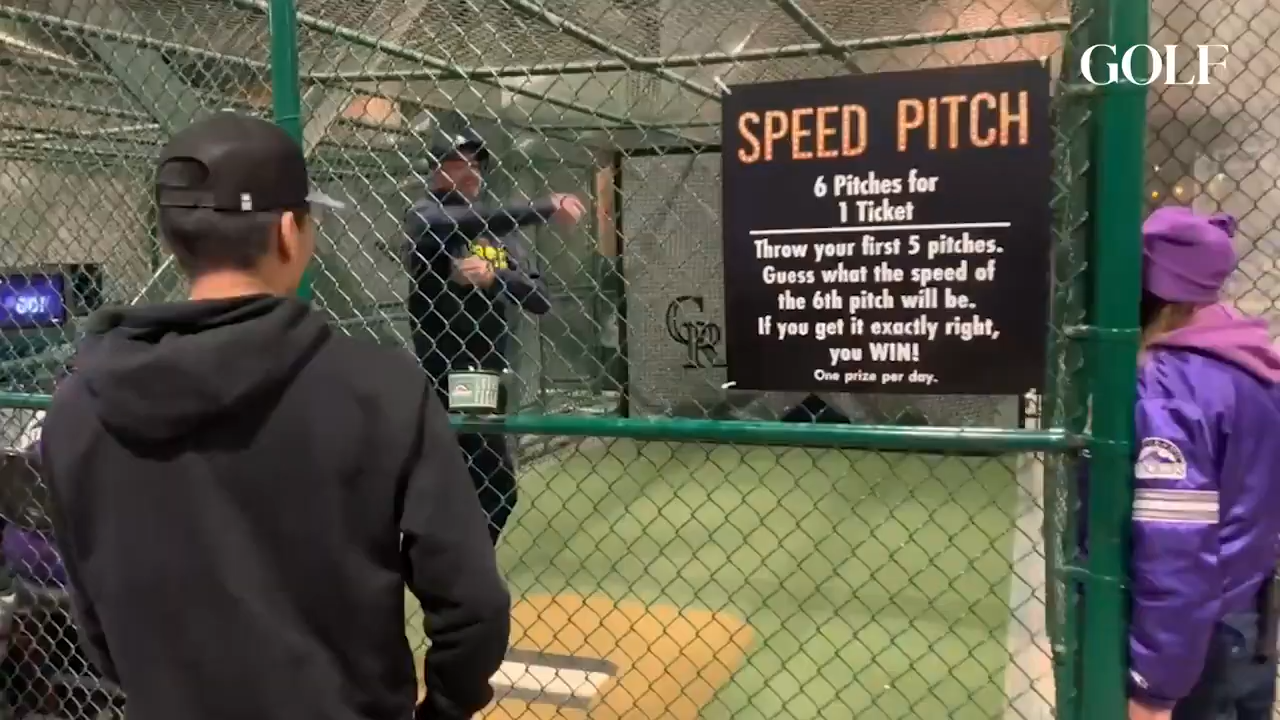 GOLF
SPEED PITCH
6 Pitches for
1 Ticket
Throw your first 5 pitches.
Guess what the speed of
the 6th pitch will be.
If you get it exactly right,
you WIN!
One prize per day.
CR